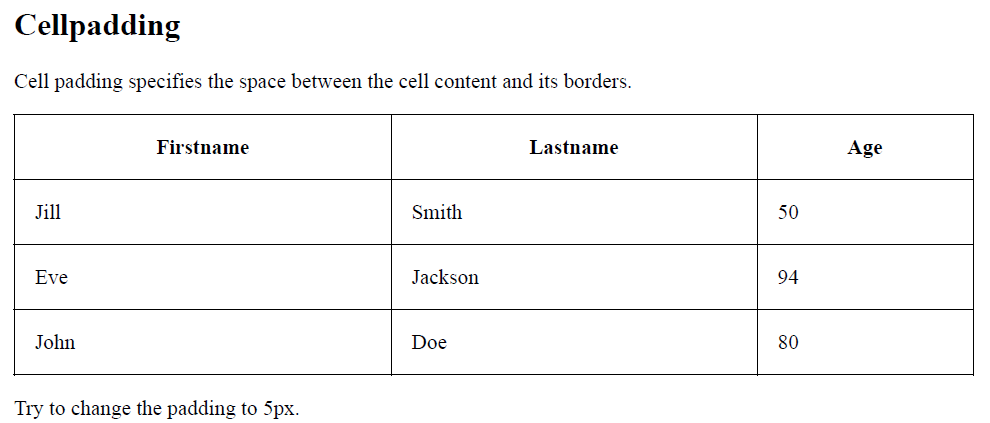 Cellpadding
Cell padding specifies the space between the cell content and its borders.
Firstname Lastname Age
Jill Smith 50
Eve Jackson 94
John Doe 80
Try to change the padding to 5px.